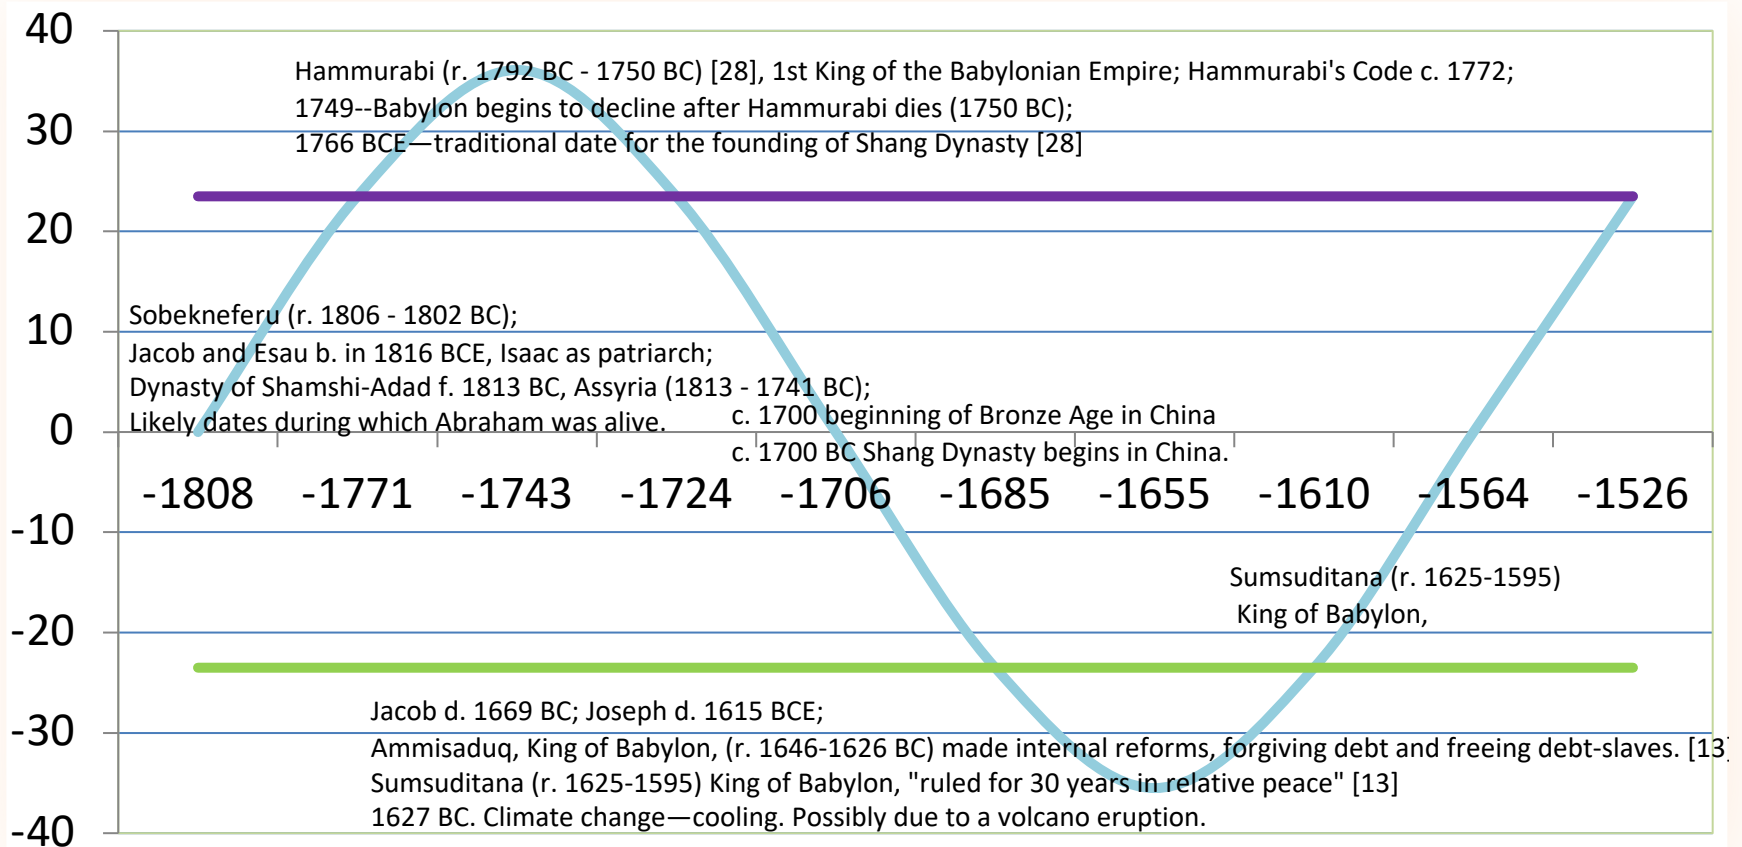 40
Hammurabi (r. 1792 BC - 1750 BC) [28], 1st King of the Babylonian Empire; Hammurabi's Code c. 1772;
1749--Babylon begins to decline after Hammurabi dies (1750 BC);
30
1766 BCE—traditional date for the founding of Shang Dynasty [28]
20
Sobekneferu (r. 1806 - 1802 BC);
10
Jacob and Esau b. in 1816 BCE, Isaac as patriarch;
Dynasty of Shamshi-Adad f. 1813 BC, Assyria (1813 - 1741 BC);
Likely dates during which Abraham was alive.
c. 1700 beginning of Bronze Age in China
0
c. 1700 BC Shang Dynasty begins in China.
-1808 -1771 -1743 -1724 -1706 -1685 -1655 -1610 -1564 -1526
-10
Sumsuditana (r. 1625-1595)
King of Babylon,
-20
Jacob d. 1669 BC; Joseph d. 1615 BCE;
-30
Ammisaduq, King of Babylon, (r. 1646-1626 BC) made internal reforms, forgiving debt and freeing debt-slaves. [13]
Sumsuditana (r. 1625-1595) King of Babylon, "ruled for 30 years in relative peace" [13]
1627 BC. Climate change—cooling. Possibly due to a volcano eruption.
-40